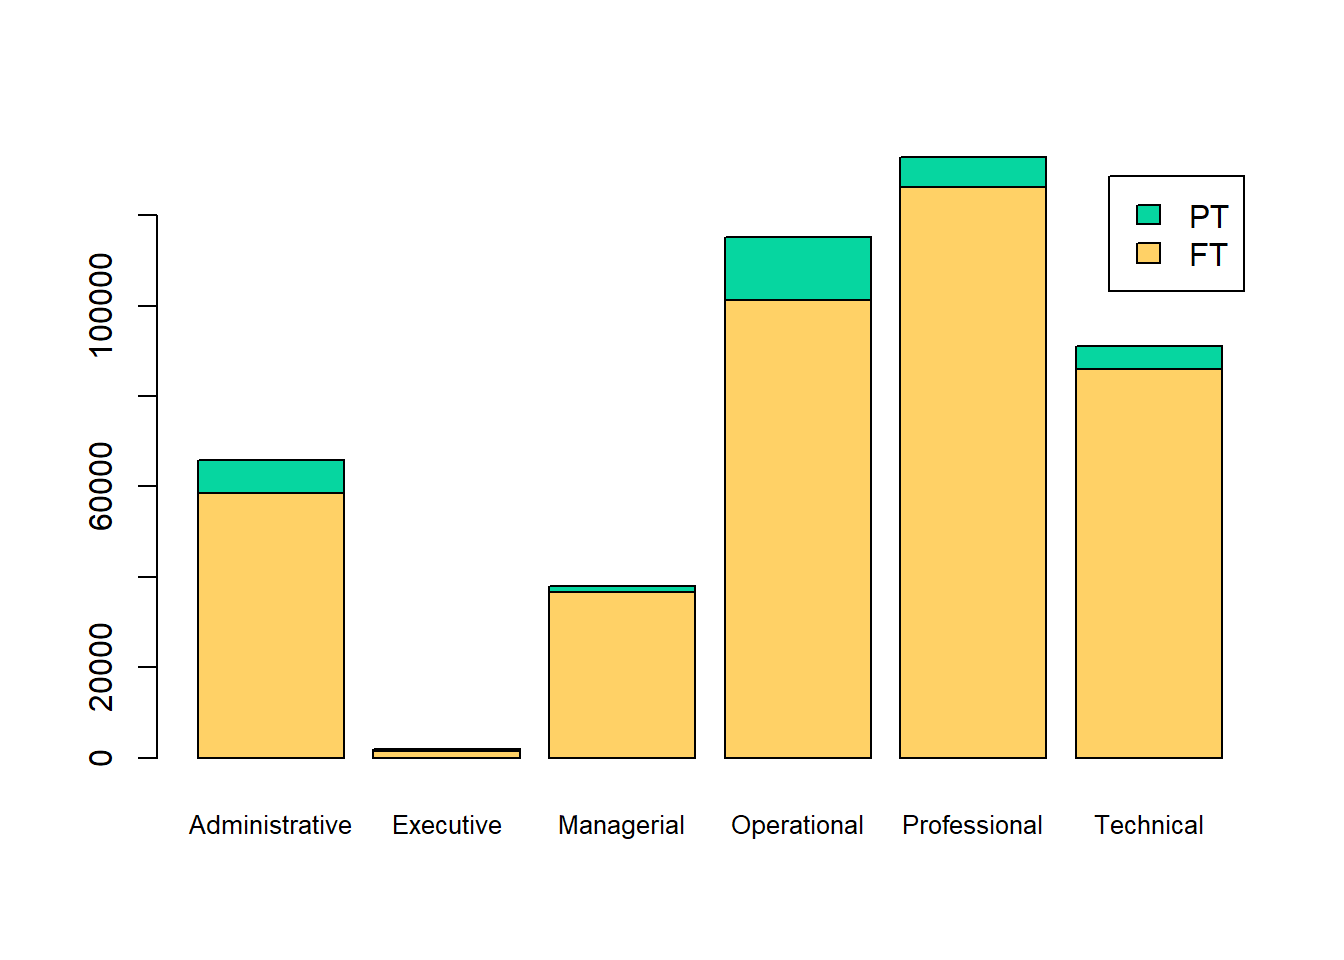 100000
60000
20000
0
PT
FT
Administrative
Executive
Managerial
Operational
Professional
Technical